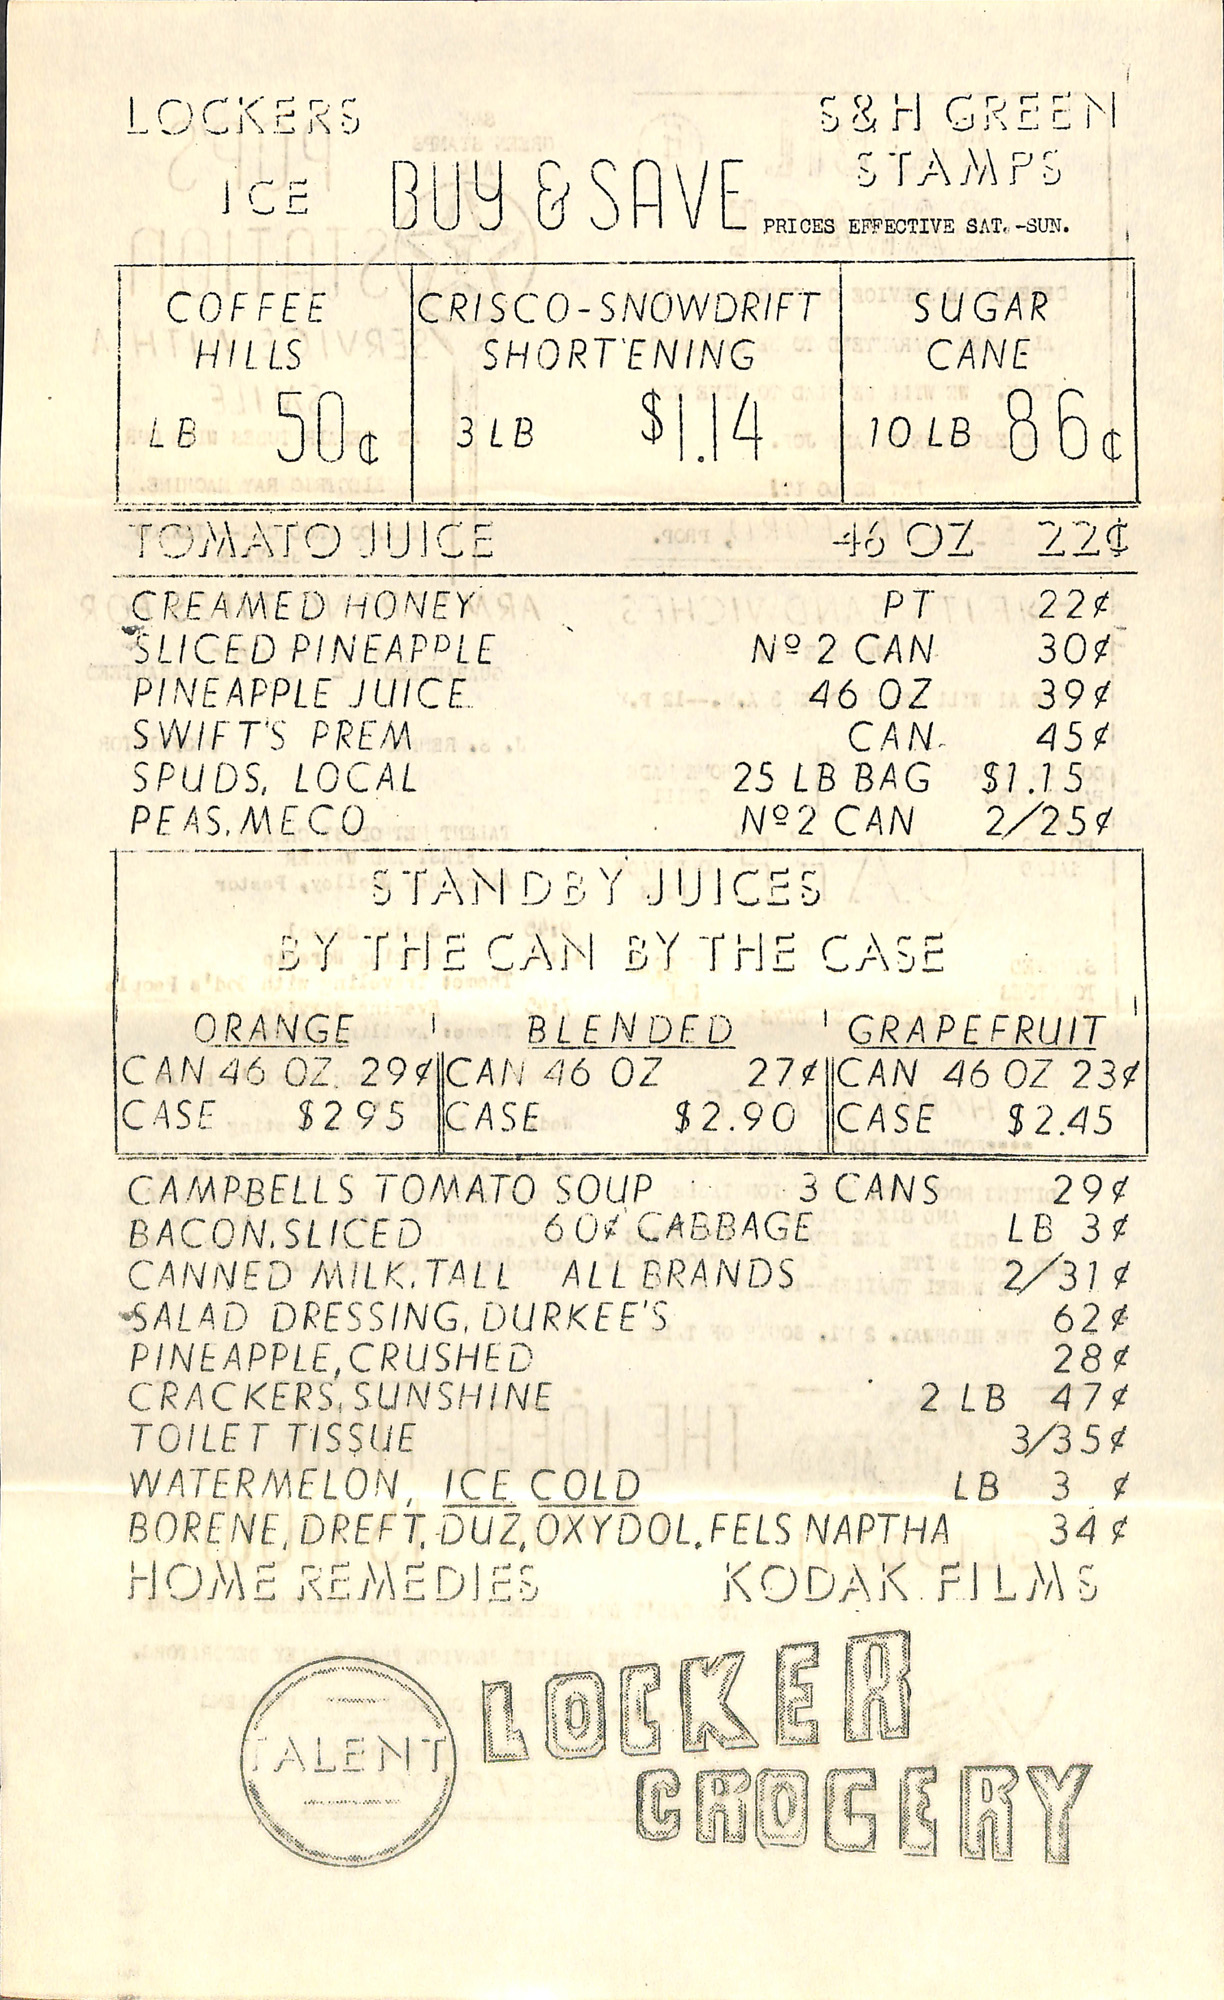 LOCKERS
S&H GREEN
STAMPS
ICE
BUY & SAVE
PRICES EFFECTIVE SAT.-SUN.
COFFEE
HILLS
LB 50¢
CRISCO-SNOWDRIFT
SHORTENING
3 LB $1.14
SUGAR
CANE
10 LB 86¢
TOMATO JUICE 46 OZ 22¢
CREAMED HONEY PT 22¢
SLICED PINEAPPLE Nº 2 CAN 30¢
PINEAPPLE JUICE 46 OZ 39¢
SWIFT'S PREM CAN 45¢
SPUDS, LOCAL 25 LB BAG $1.15
PEAS, MECO Nº2 CAN 2/25¢
STANDBY JUICES
BY THE CAN BY THE CASE
ORANGE BLENDED GRAPEFRUIT
CAN 46 OZ. 29¢ CAN 46 OZ 27¢ CAN 46 OZ 23¢
CASE $2.95 CASE $2.90 CASE $2.45
CAMPBELLS TOMATO SOUP 3 CANS 29¢
BACON, SLICED 60¢ CABBAGE LB 3¢
CANNED MILK, TALL ALL BRANDS 2/31¢
SALAD DRESSING, DURKEE'S 62¢
PINEAPPLE, CRUSHED 28¢
CRACKERS, SUNSHINE 2 LB 47¢
TOILET TISSUE 3/35¢
WATERMELON, ICE COLD LB 3 ¢
BORENE, DREFT, DUZ, OXYDOL, FELS NAPTHA 34¢
HOME REMEDIES KODAK FILMS
TALENT
LOCKER
GROCERY